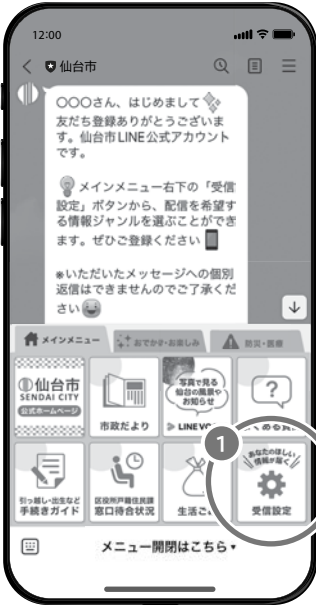 12:00
仙台市
〇〇〇さん、はじめまして
友だち登録ありがとうございま
す。仙台市LINE公式アカウント
です。
メインメニュー右下の「受信
設定」ボタンから、配信を希望す
る情報ジャンルを選ぶことができ
ます。ぜひご登録ください
※いただいたメッセージへの個別
返信はできませんのでご了承くだ
さい
メインメニュー
おでかけ・お楽しみ
防災・医療
仙台市
SENDAI CITY
公式ホームページ
市政だより
写真で見る
仙台の風景や
お知らせ
LINE VO
?
1
引っ越し・出生など
手続きガイド
区役所戸籍住民課
窓口待合状況
生活ご
あなたのほしい
情報が届く
受信設定
メニュー開閉はこちら▼